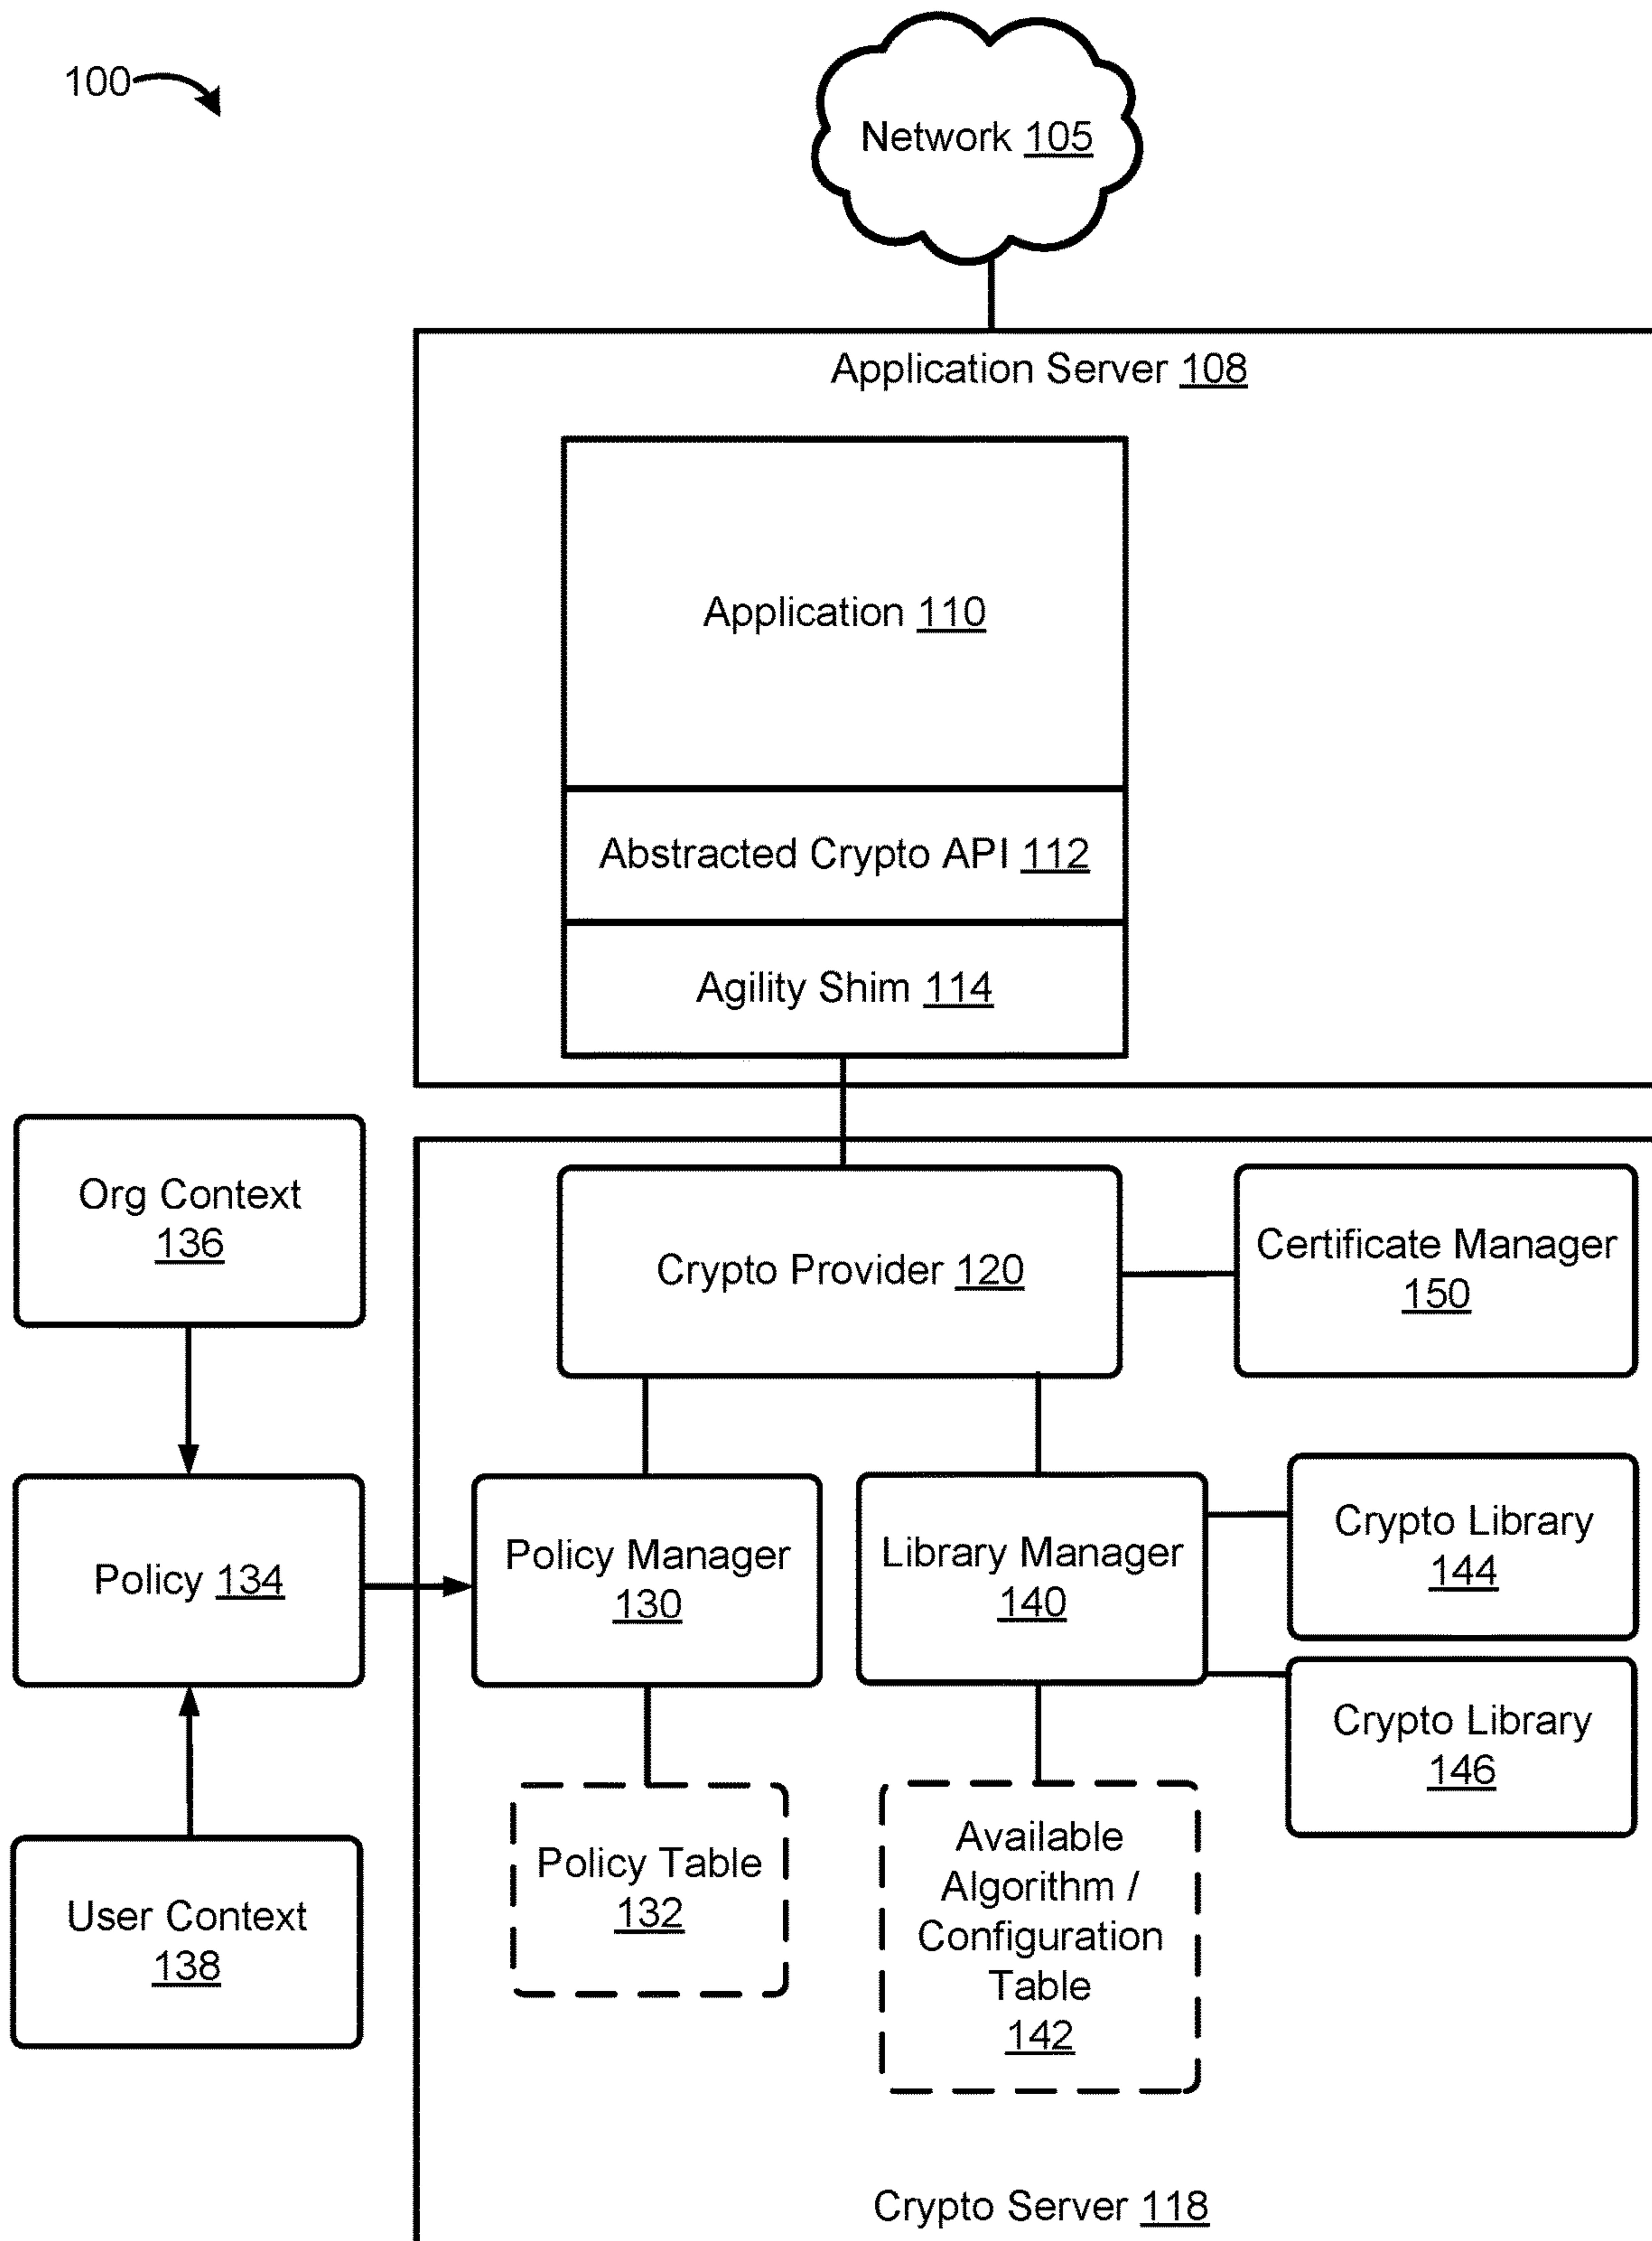 100
Network 105
Application Server 108
Application 110
Abstracted Crypto API 112
Agility Shim 114
Org Context
136
Crypto Provider 120
Certificate Manager
150
Policy 134
Policy Manager
130
Library Manager
140
Crypto Library
144
Crypto Library
146
User Context
138
Policy Table
132
Available
Algorithm /
Configuration
Table
142
Crypto Server 118